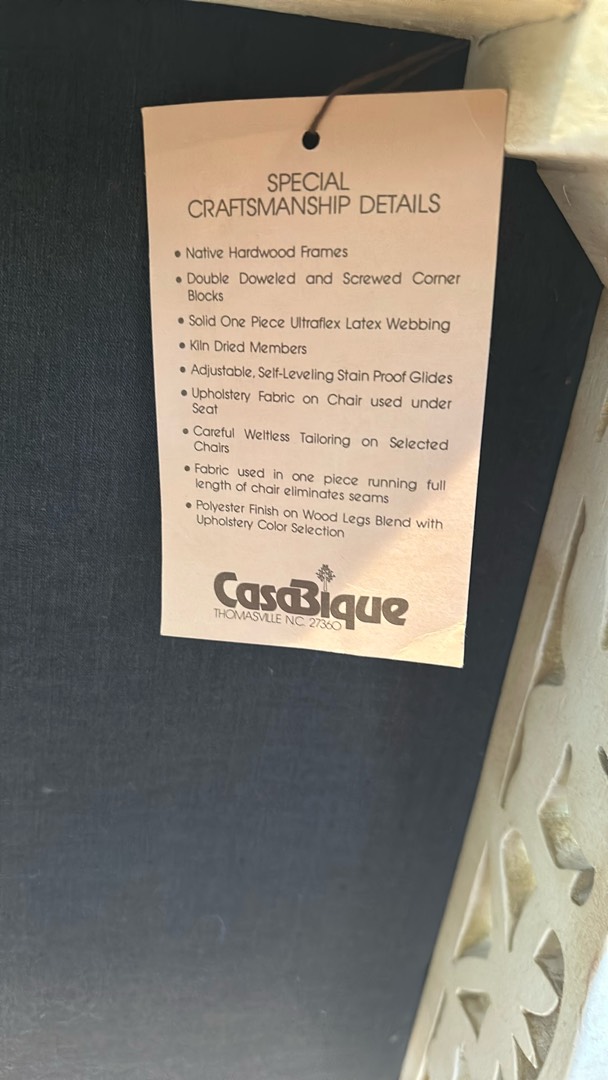 SPECIAL
CRAFTSMANSHIP DETAILS
• Native Hardwood Frames
• Double Doweled and Screwed Corner
Blocks
• Solid One Piece Ultraflex Latex Webbing
• Kiln Dried Members
• Adjustable, Self-Leveling Stain Proof Glides
• Upholstery Fabric on Chair used under
Seat
• Careful Weltless Tailoring on Selected
Chairs
• Fabric used in one piece running full
length of chair eliminates seams
• Polyester Finish on Wood Legs Blend with
Upholstery Color Selection
CasaBique
THOMASVILLE N.C. 27360